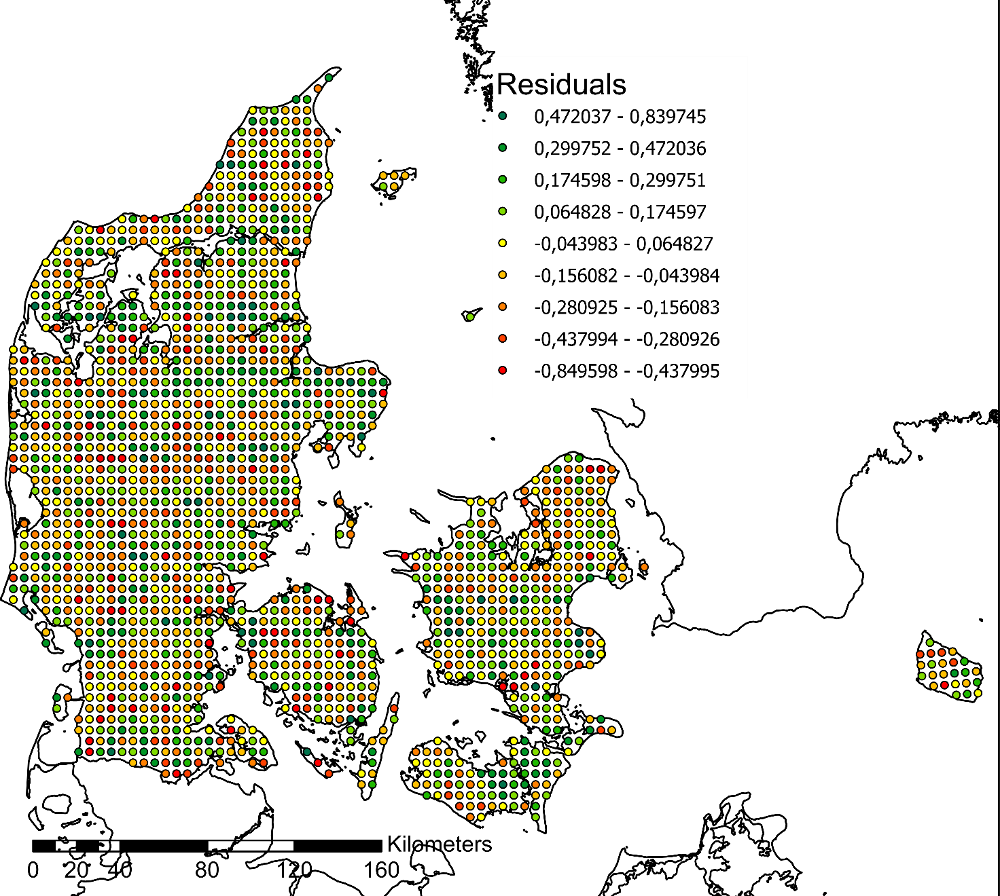 Residuals
0,472037 - 0,839745
0,299752 - 0,472036
0,174598 - 0,299751
0,064828 - 0,174597
-0,043983 - 0,064827
-0,156082 - -0,043984
-0,280925 - -0,156083
-0,437994 - -0,280926
-0,849598 - -0,437995
Kilometers
0 20 40 80 120 160